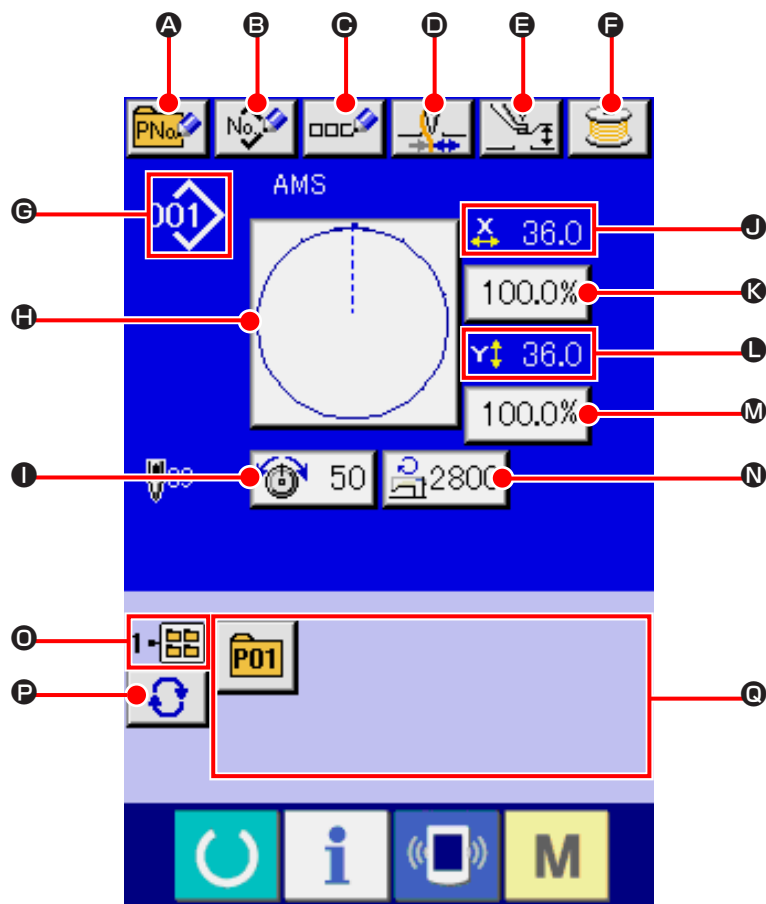 A B C D E F
PNo. No.
AMS
G 001 X 36.0 J
100.0% K
H Y 36.0 L
100.0% M
I 50 2800 N
O 1
P01
P Q
i M